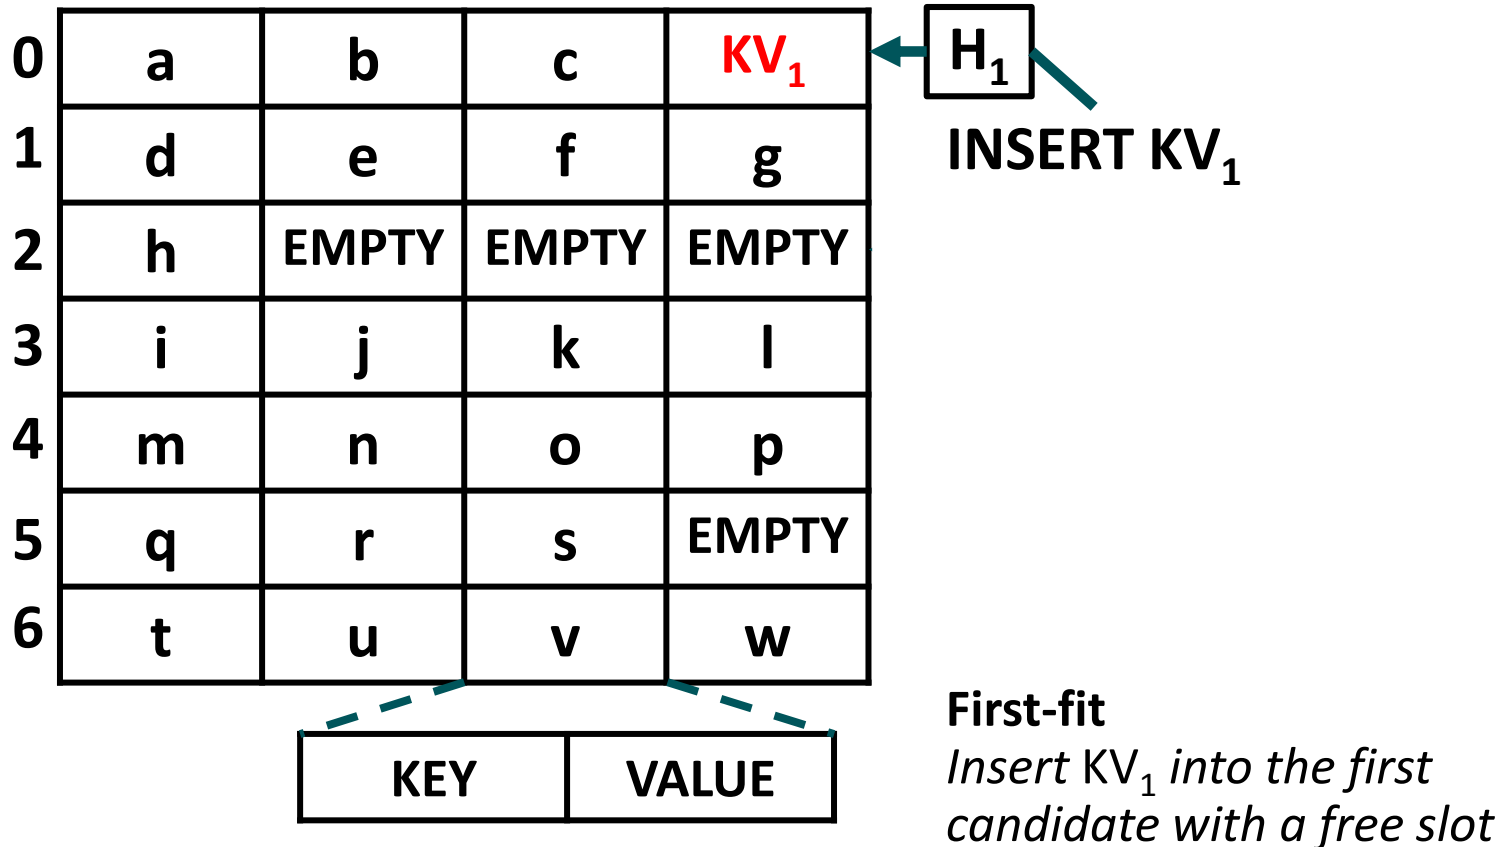 0 a b c KV₁ H₁
1 d e f g INSERT KV₁
2 h EMPTY EMPTY EMPTY
3 i j k l
4 m n o p
5 q r s EMPTY
6 t u v w
KEY VALUE
First-fit
Insert KV₁ into the first
candidate with a free slot